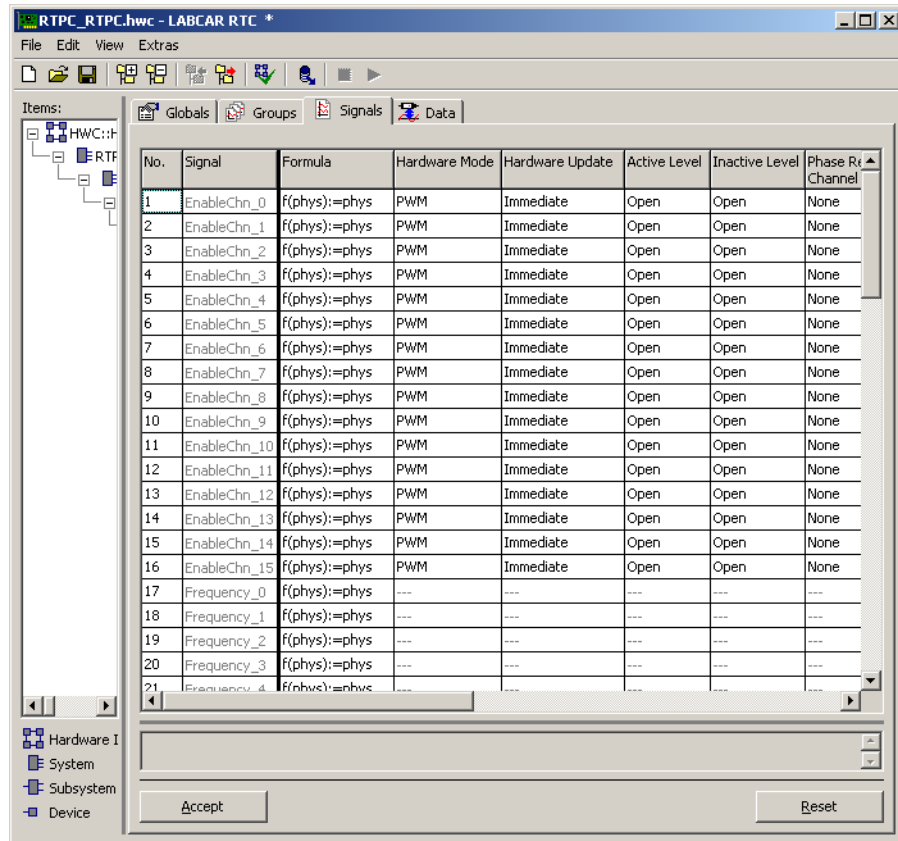 RTPC_RTPC.hwc - LABCAR RTC *
File Edit View Extras
Items:
Globals Groups Signals Data
HWC::H
RTF
No. Signal Formula Hardware Mode Hardware Update Active Level Inactive Level Phase Re
Channel
1 EnableChn_0 f(phys):=phys PWM Immediate Open Open None
2 EnableChn_1 f(phys):=phys PWM Immediate Open Open None
3 EnableChn_2 f(phys):=phys PWM Immediate Open Open None
4 EnableChn_3 f(phys):=phys PWM Immediate Open Open None
5 EnableChn_4 f(phys):=phys PWM Immediate Open Open None
6 EnableChn_5 f(phys):=phys PWM Immediate Open Open None
7 EnableChn_6 f(phys):=phys PWM Immediate Open Open None
8 EnableChn_7 f(phys):=phys PWM Immediate Open Open None
9 EnableChn_8 f(phys):=phys PWM Immediate Open Open None
10 EnableChn_9 f(phys):=phys PWM Immediate Open Open None
11 EnableChn_10 f(phys):=phys PWM Immediate Open Open None
12 EnableChn_11 f(phys):=phys PWM Immediate Open Open None
13 EnableChn_12 f(phys):=phys PWM Immediate Open Open None
14 EnableChn_13 f(phys):=phys PWM Immediate Open Open None
15 EnableChn_14 f(phys):=phys PWM Immediate Open Open None
16 EnableChn_15 f(phys):=phys PWM Immediate Open Open None
17 Frequency_0 f(phys):=phys --- --- --- --- ---
18 Frequency_1 f(phys):=phys --- --- --- --- ---
19 Frequency_2 f(phys):=phys --- --- --- --- ---
20 Frequency_3 f(phys):=phys --- --- --- --- ---
21 Frequency_4 f(phys):=phys --- --- --- --- ---
Hardware I
System
Subsystem
Device
Accept Reset